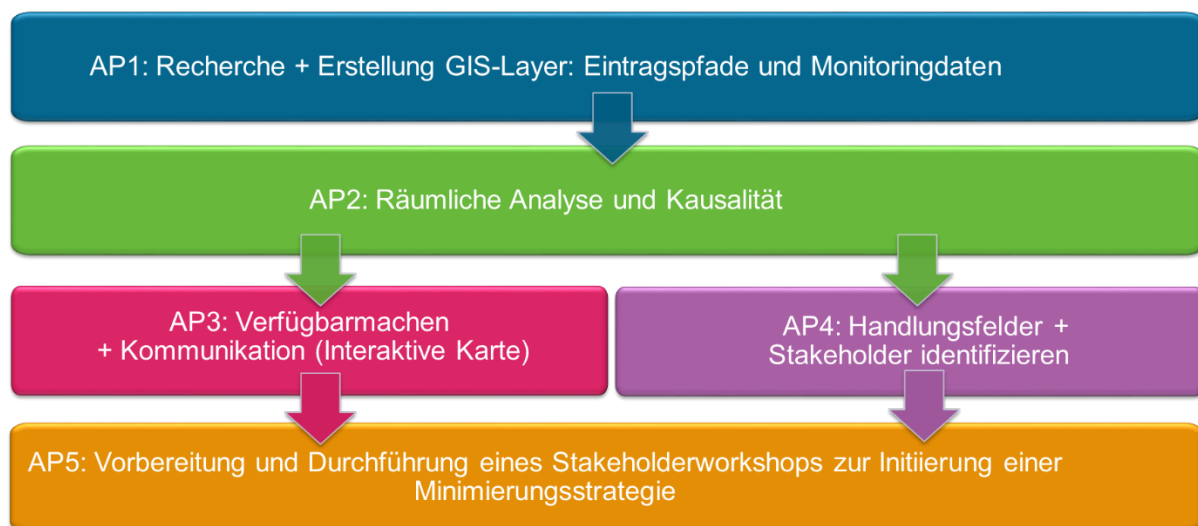 AP1: Recherche + Erstellung GIS-Layer: Eintragspfade und Monitoringdaten
AP2: Räumliche Analyse und Kausalität
AP3: Verfügbarmachen
+ Kommunikation (Interaktive Karte)
AP4: Handlungsfelder +
Stakeholder identifizieren
AP5: Vorbereitung und Durchführung eines Stakeholderworkshops zur Initiierung einer
Minimierungsstrategie